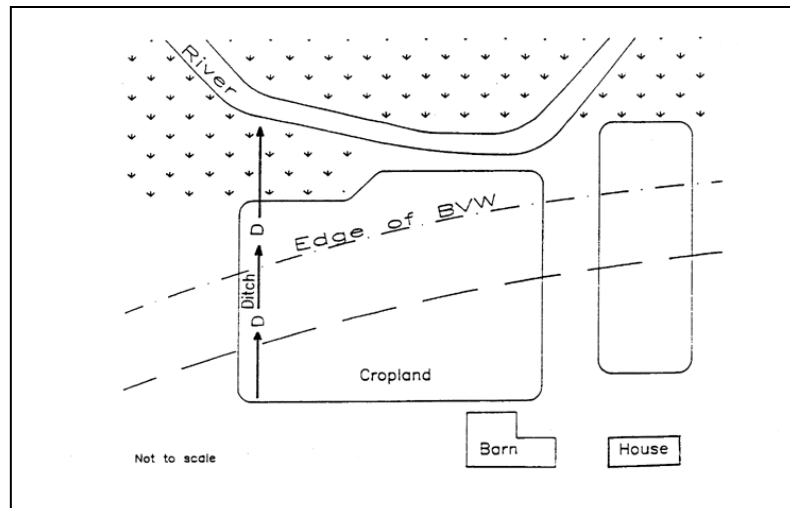 River
Edge of BVW
D
Ditch
D
Cropland
Barn
House
Not to scale